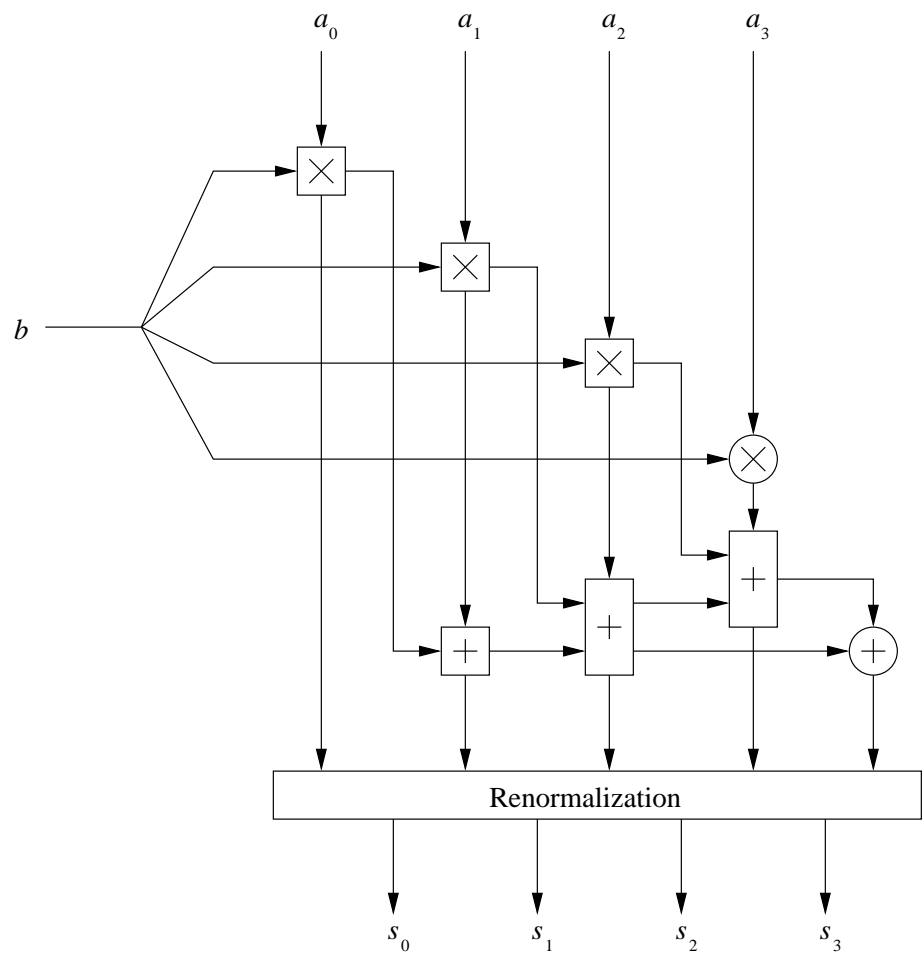 a₀ a₁ a₂ a₃
×
×
b
×
×
+
+
+ +
Renormalization
s₀ s₁ s₂ s₃